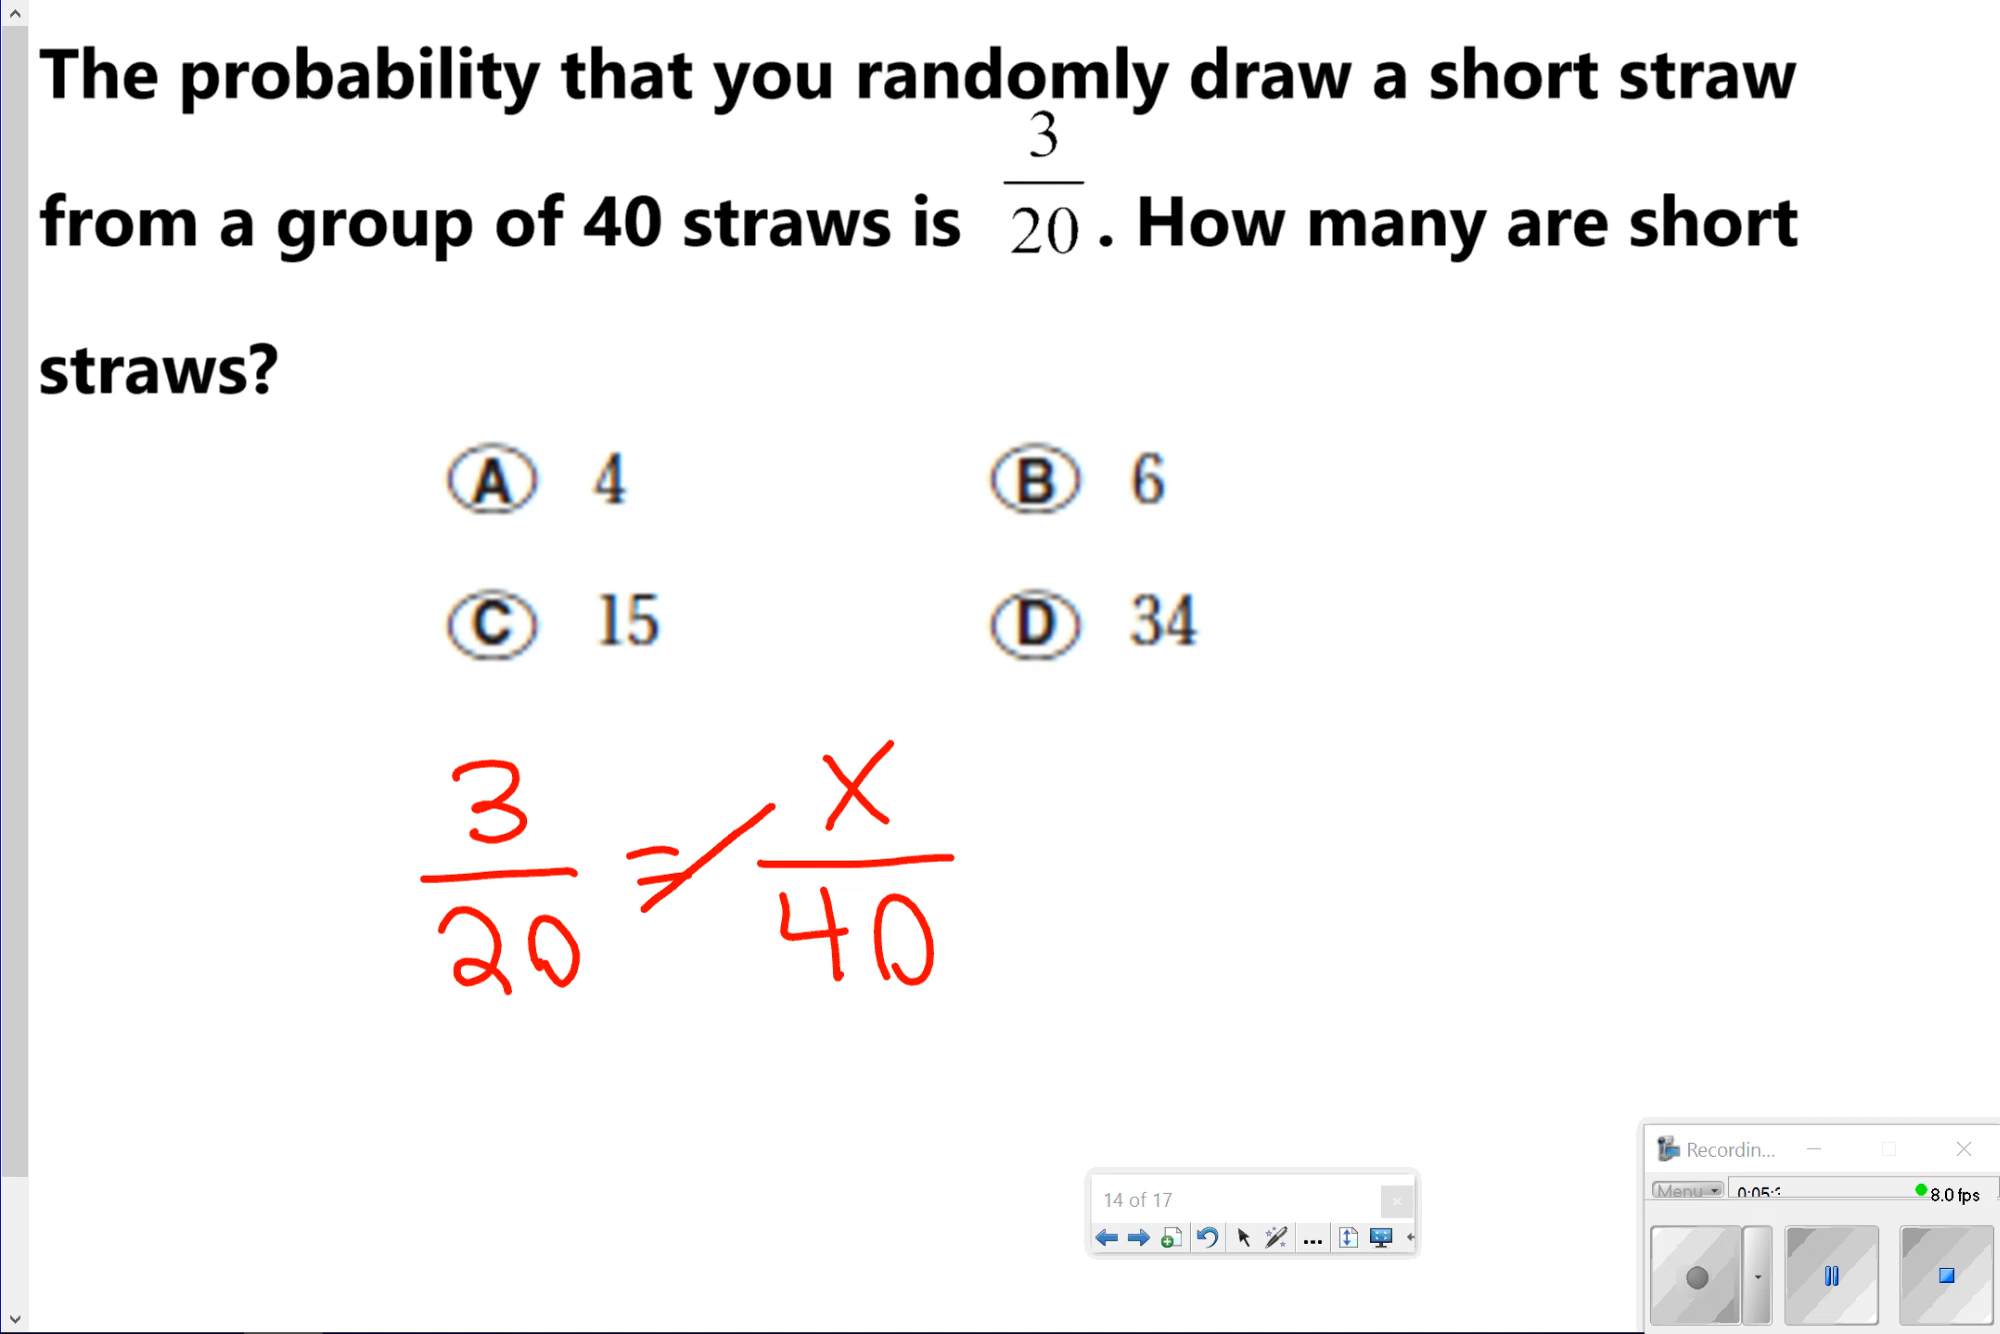 The probability that you randomly draw a short straw
from a group of 40 straws is 3/20. How many are short
straws?
A 4
B 6
C 15
D 34
3/20 = x/40
14 of 17
Recordin...
Menu
8.0 fps